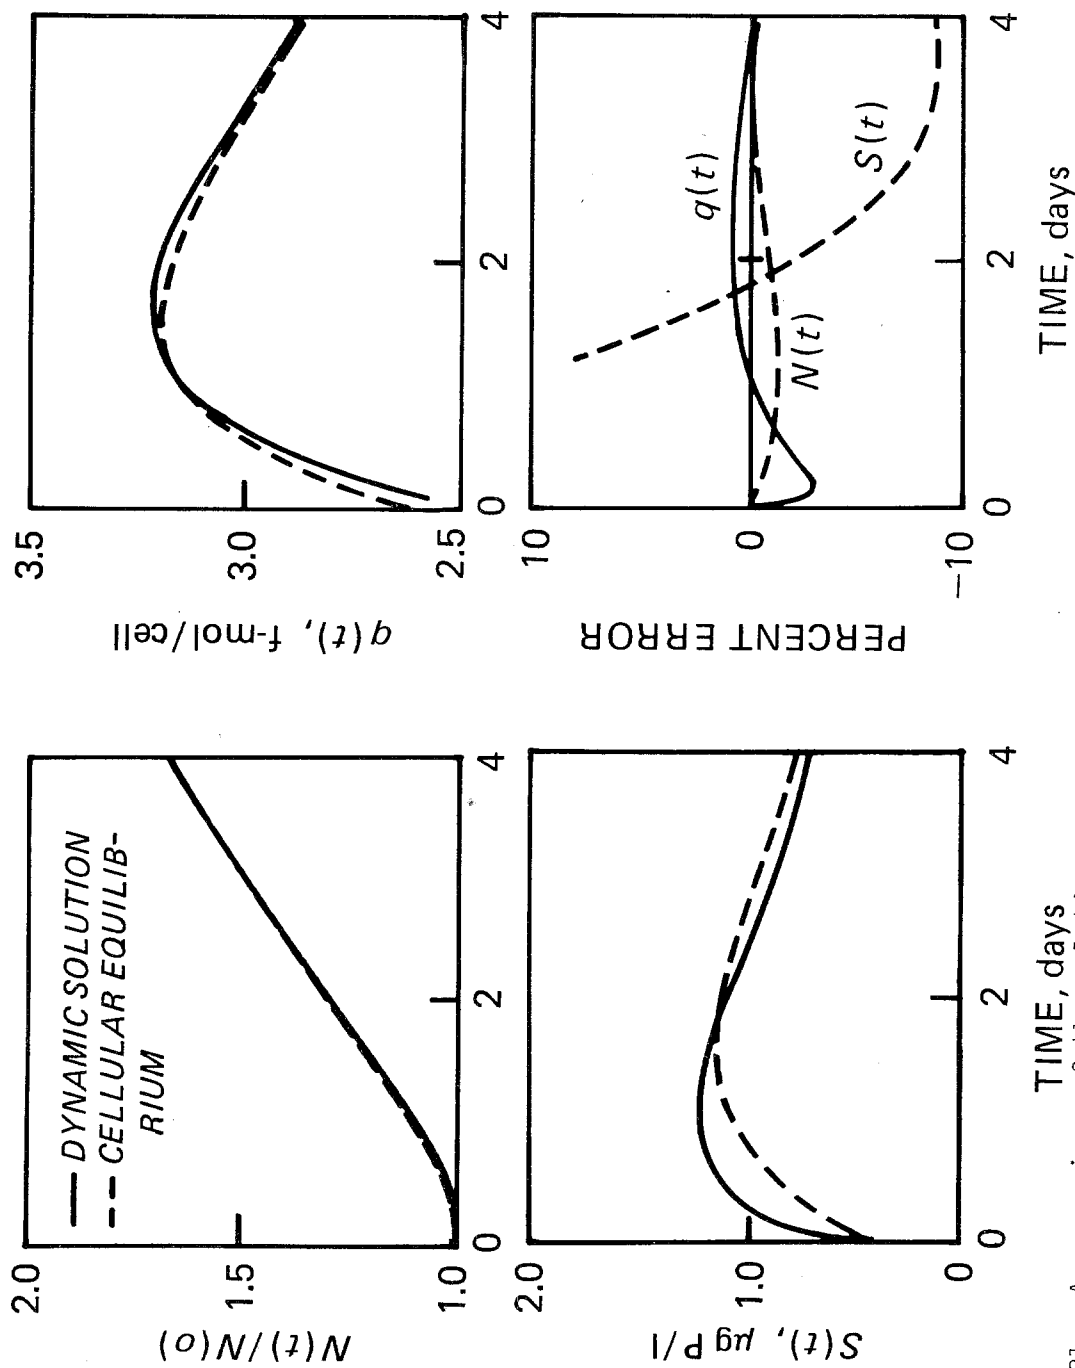 2.0
1.5
1.0
0
2
4
N(t)/N(o)
DYNAMIC SOLUTION
CELLULAR EQUILIB-
RIUM
3.5
3.0
2.5
0
2
4
q(t), f-mol/cell
2.0
1.0
0
0
2
4
S(t), µg P/l
TIME, days
10
0
−10
0
2
4
PERCENT ERROR
q(t)
N(t)
S(t)
TIME, days